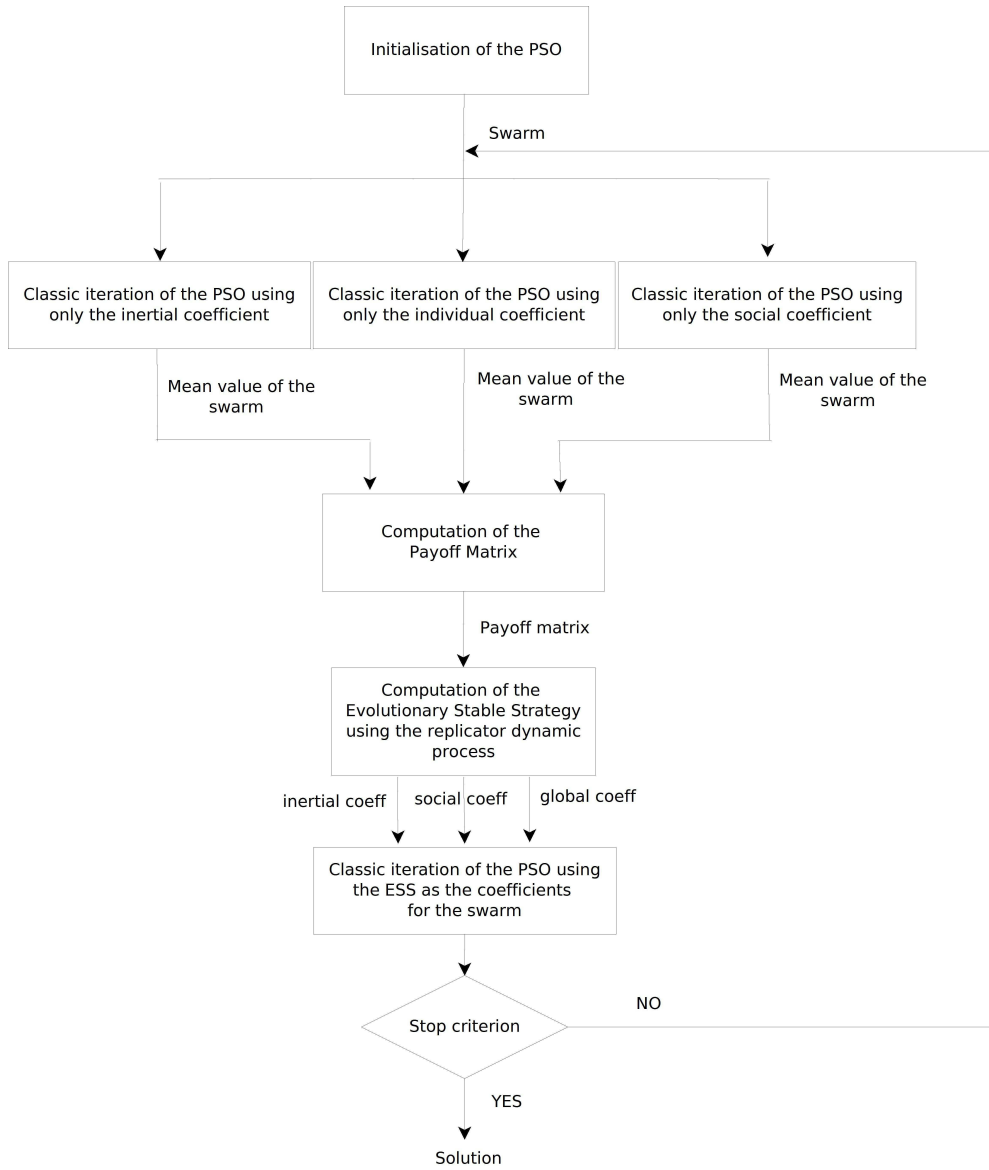 Initialisation of the PSO
Swarm
Classic iteration of the PSO using
only the inertial coefficient
Classic iteration of the PSO using
only the individual coefficient
Classic iteration of the PSO using
only the social coefficient
Mean value of the
swarm
Mean value of the
swarm
Mean value of the
swarm
Computation of the
Payoff Matrix
Payoff matrix
Computation of the
Evolutionary Stable Strategy
using the replicator dynamic
process
inertial coeff
social coeff
global coeff
Classic iteration of the PSO using
the ESS as the coefficients
for the swarm
Stop criterion
NO
YES
Solution